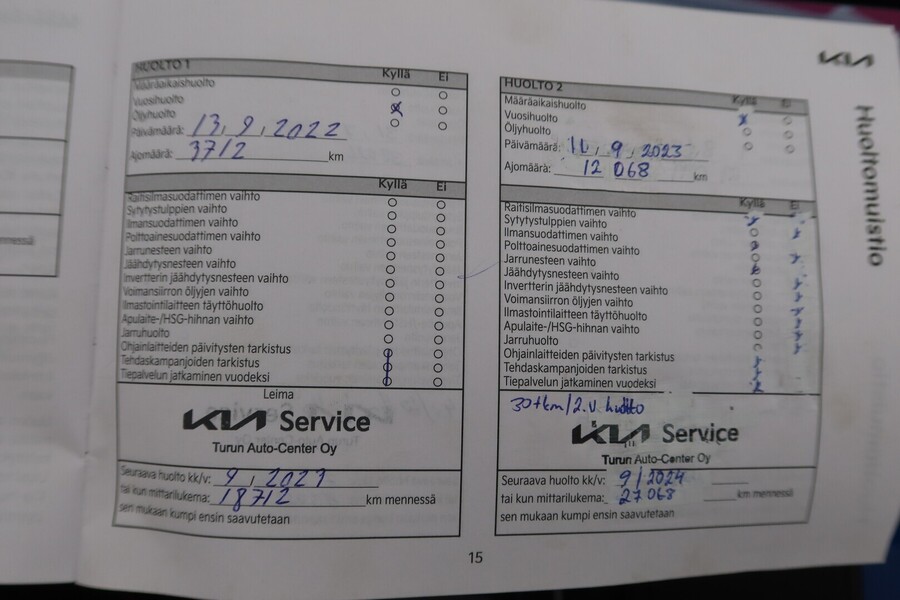 KIA
Huoltomuistio
HUOLTO 1
Kyllä Ei
Määräaikaishuolto
Vuosihuolto
Öljyhuolto
Päivämäärä: 13.9.2022
Ajomäärä: 3712 km
Kyllä Ei
Raitisilmasuodattimen vaihto
Sytytystulppien vaihto
Ilmansuodattimen vaihto
Polttoainesuodattimen vaihto
Jarrunesteen vaihto
Jäähdytysnesteen vaihto
Invertterin jäähdytysnesteen vaihto
Voimansiirron öljyjen vaihto
Ilmastointilaitteen täyttöhuolto
Apulaite-/HSG-hihnan vaihto
Jarruhuolto
Ohjainlaitteiden päivitysten tarkistus
Tehdaskampanjoiden tarkistus
Tiepalvelun jatkaminen vuodeksi
Leima
KIA Service
Turun Auto-Center Oy
Seuraava huolto kk/v: 9, 2023
tai kun mittarilukema: 18712 km mennessä
sen mukaan kumpi ensin saavutetaan
HUOLTO 2
Kyllä Ei
Määräaikaishuolto
Vuosihuolto
Öljyhuolto
Päivämäärä: 11.9.2023
Ajomäärä: 12 068 km
Kyllä Ei
Raitisilmasuodattimen vaihto
Sytytystulppien vaihto
Ilmansuodattimen vaihto
Polttoainesuodattimen vaihto
Jarrunesteen vaihto
Jäähdytysnesteen vaihto
Invertterin jäähdytysnesteen vaihto
Voimansiirron öljyjen vaihto
Ilmastointilaitteen täyttöhuolto
Apulaite-/HSG-hihnan vaihto
Jarruhuolto
Ohjainlaitteiden päivitysten tarkistus
Tehdaskampanjoiden tarkistus
Tiepalvelun jatkaminen vuodeksi
30tkm/2.v. huolto
KIA Service
Turun Auto-Center Oy
Seuraava huolto kk/v: 9/2024
tai kun mittarilukema: 27068 km mennessä
sen mukaan kumpi ensin saavutetaan
15
mennessä